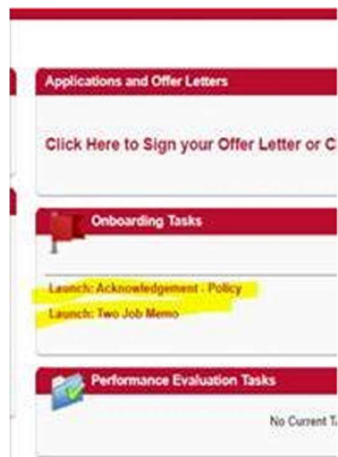 Applications and Offer Letters
Click Here to Sign your Offer Letter or C
Onboarding Tasks
Launch: Acknowledgement - Policy
Launch: Two Job Memo
Performance Evaluation Tasks
No Current Ta